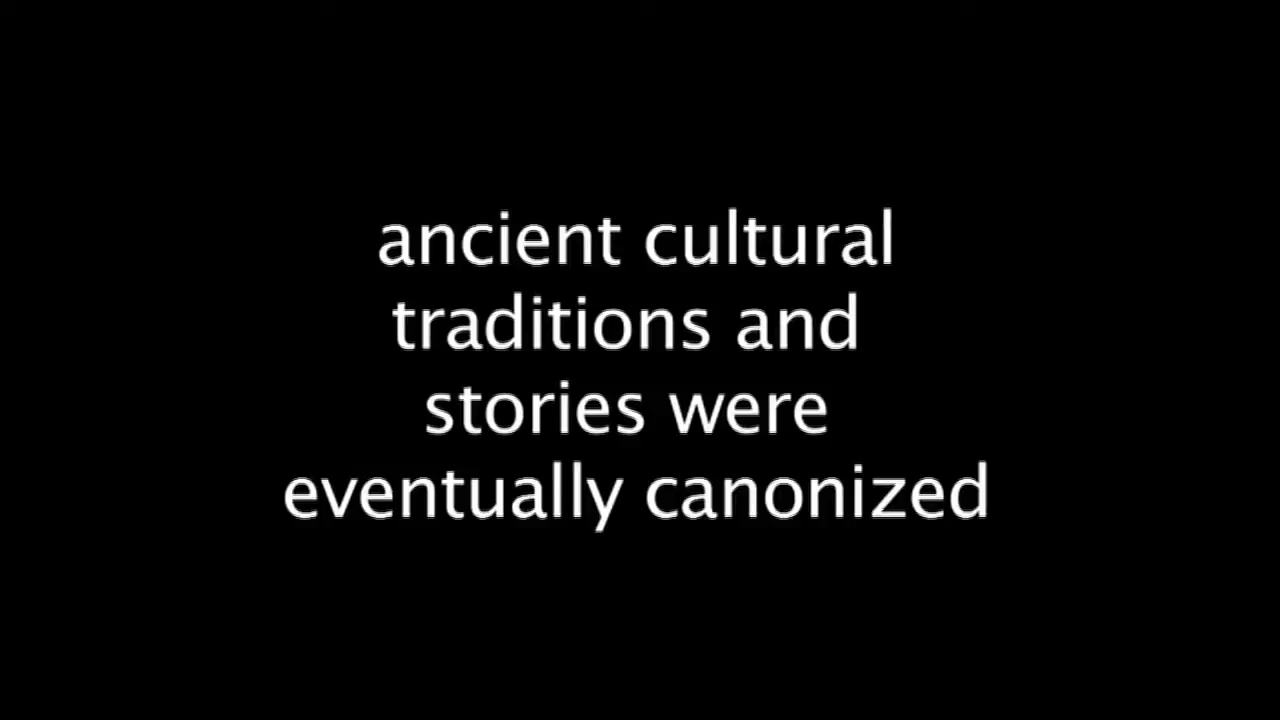 ancient cultural
traditions and
stories were
eventually canonized